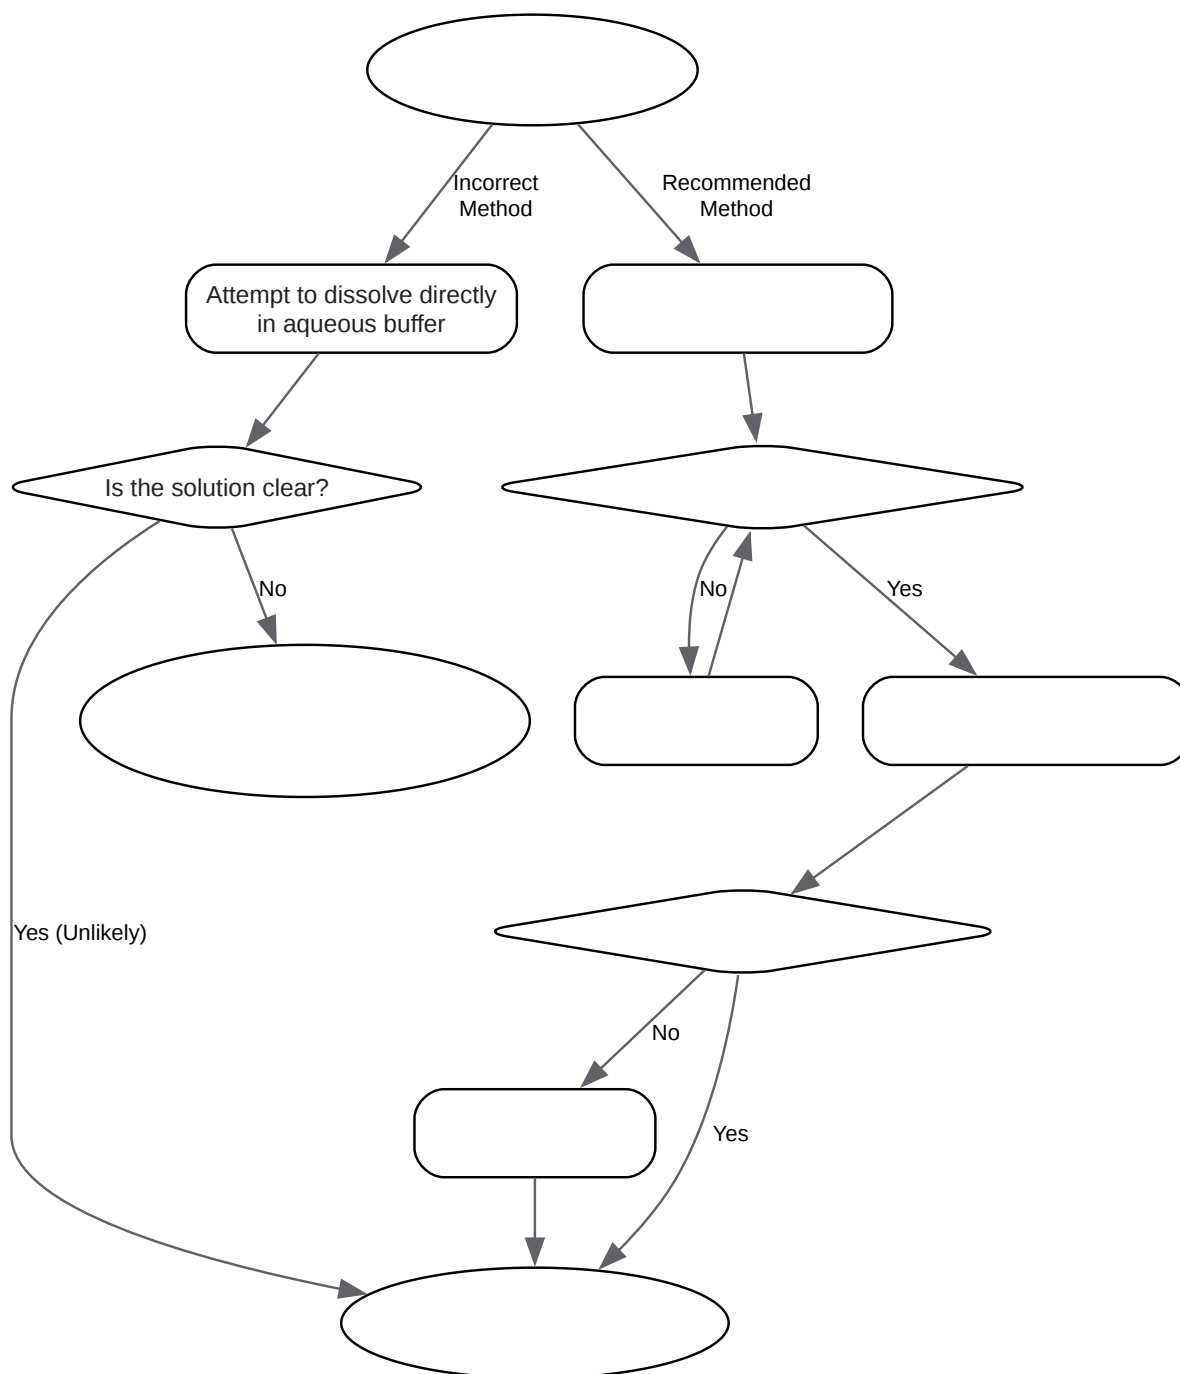 Incorrect
Method
Recommended
Method
Attempt to dissolve directly
in aqueous buffer
Is the solution clear?
No
No
Yes
Yes (Unlikely)
No
Yes